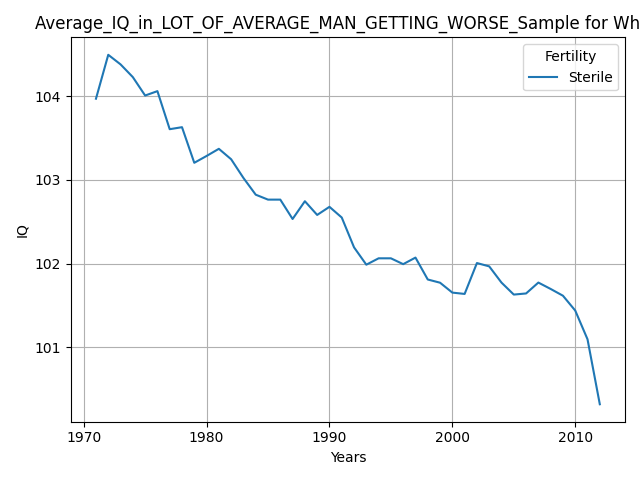 Average_IQ_in_LOT_OF_AVERAGE_MAN_GETTING_WORSE_Sample for Wh
Fertility
Sterile
104
103
102
101
IQ
1970 1980 1990 2000 2010
Years